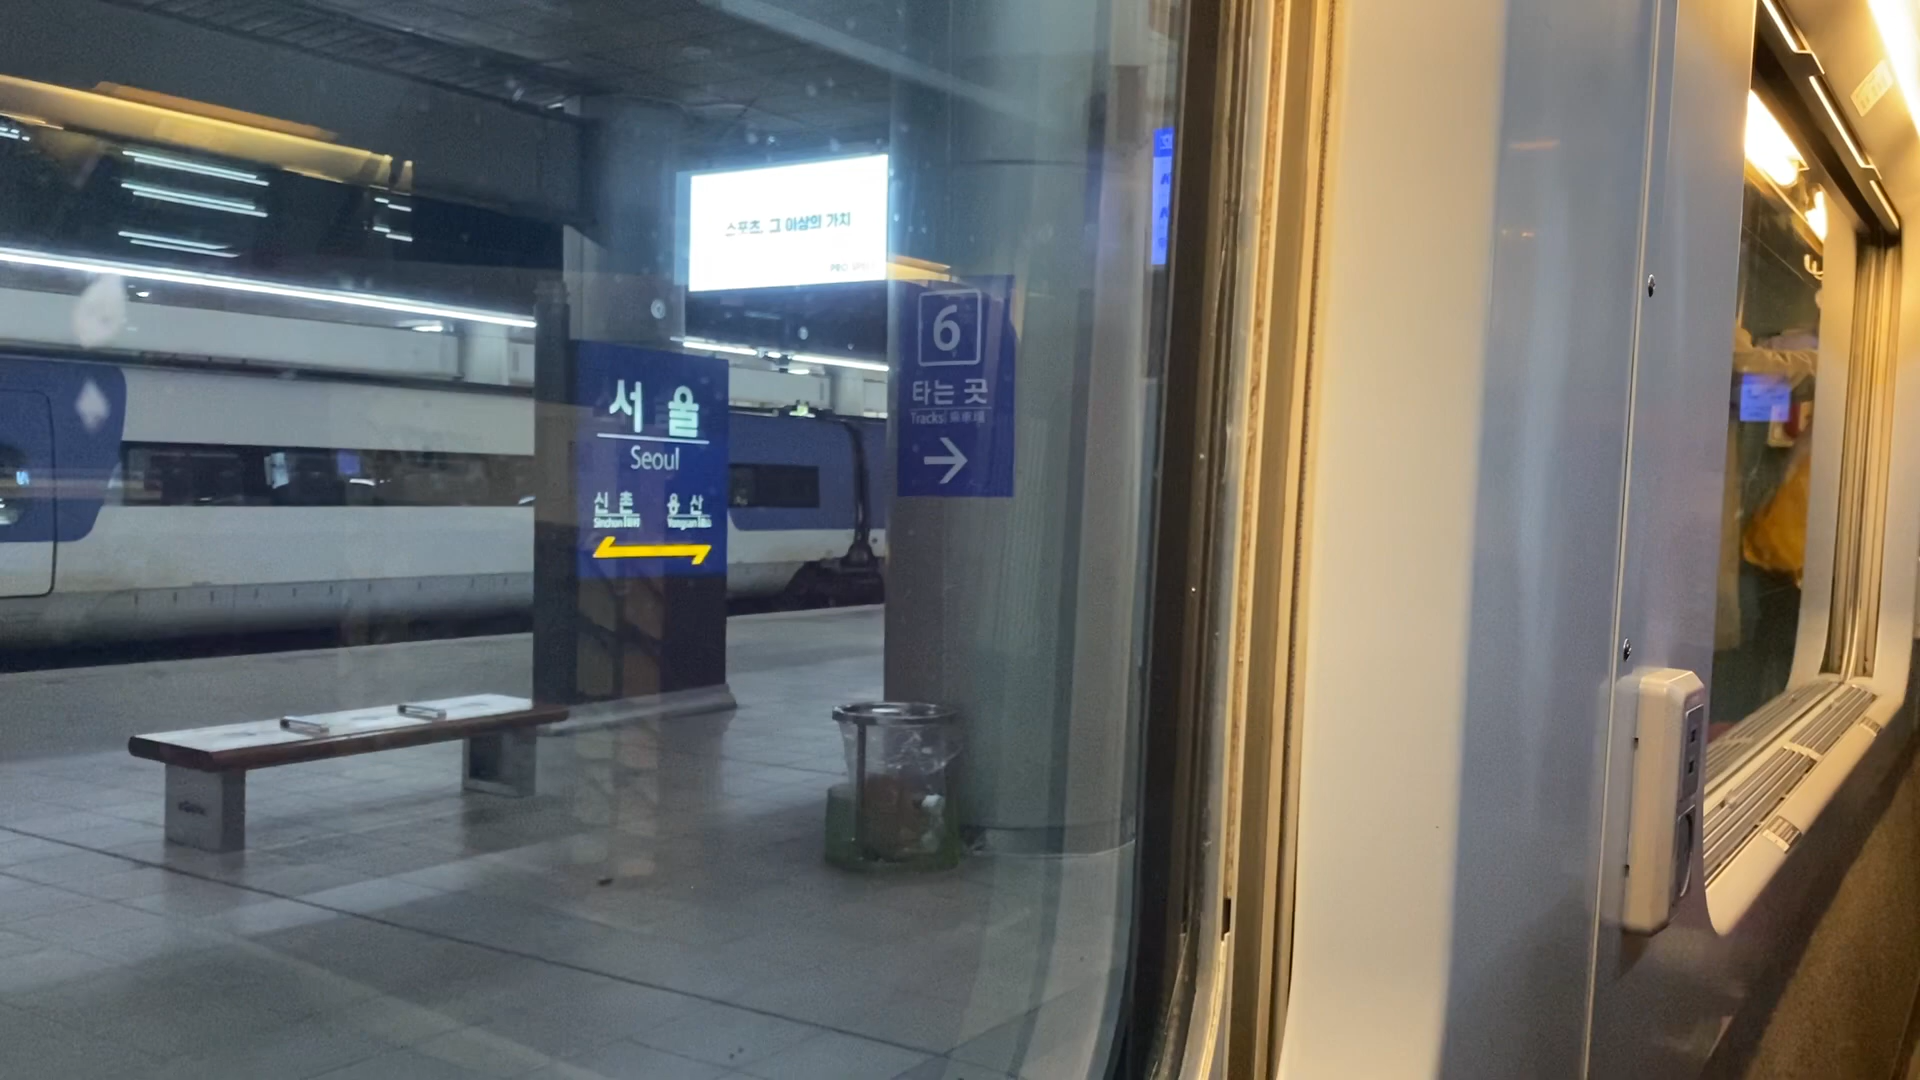 스포츠, 그 이상의 가치
6
타는 곳
Tracks
서울
Seoul
신촌 용산
Sinchon Yongsan